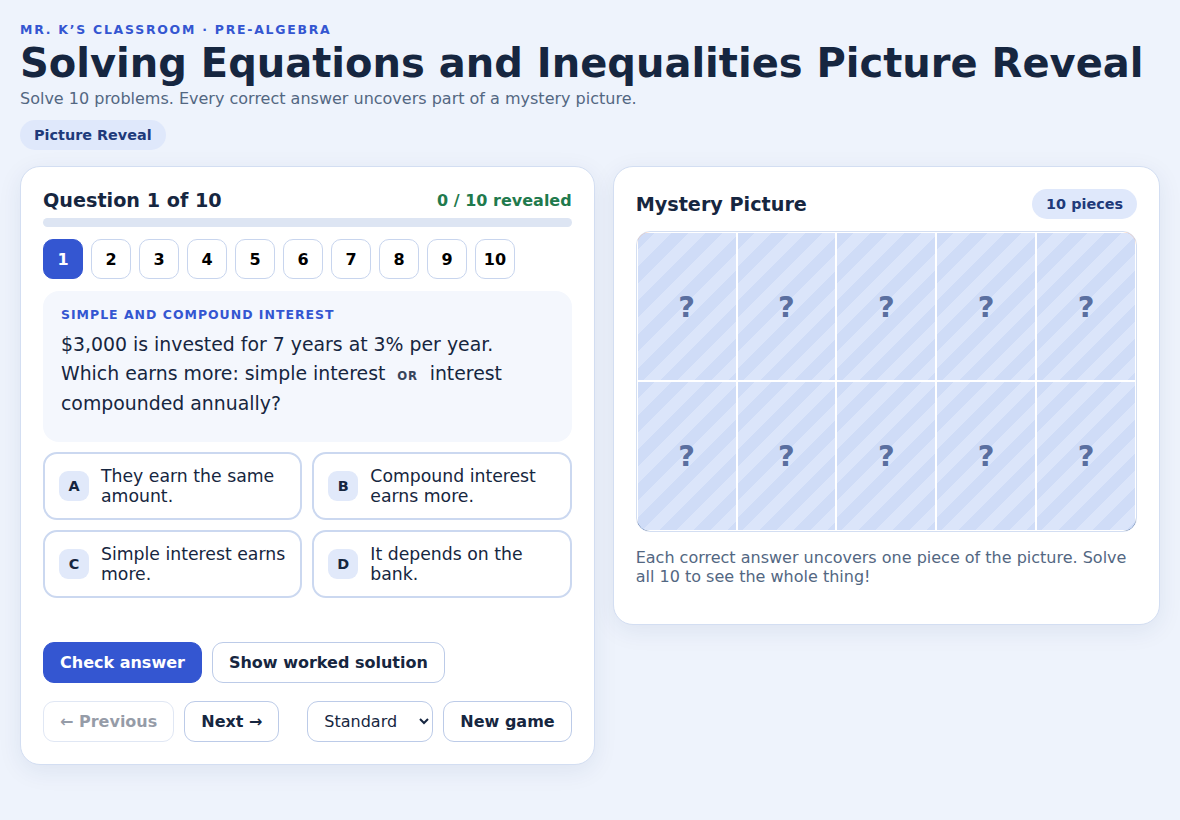 MR. K’S CLASSROOM · PRE-ALGEBRA
Solving Equations and Inequalities Picture Reveal
Solve 10 problems. Every correct answer uncovers part of a mystery picture.
Picture Reveal
Question 1 of 10
0 / 10 revealed
1 2 3 4 5 6 7 8 9 10
SIMPLE AND COMPOUND INTEREST
$3,000 is invested for 7 years at 3% per year.
Which earns more: simple interest OR interest
compounded annually?
A They earn the same
amount.
B Compound interest
earns more.
C Simple interest earns
more.
D It depends on the
bank.
Check answer
Show worked solution
← Previous
Next →
Standard
New game
Mystery Picture
10 pieces
? ? ? ? ?
? ? ? ? ?
Each correct answer uncovers one piece of the picture. Solve
all 10 to see the whole thing!